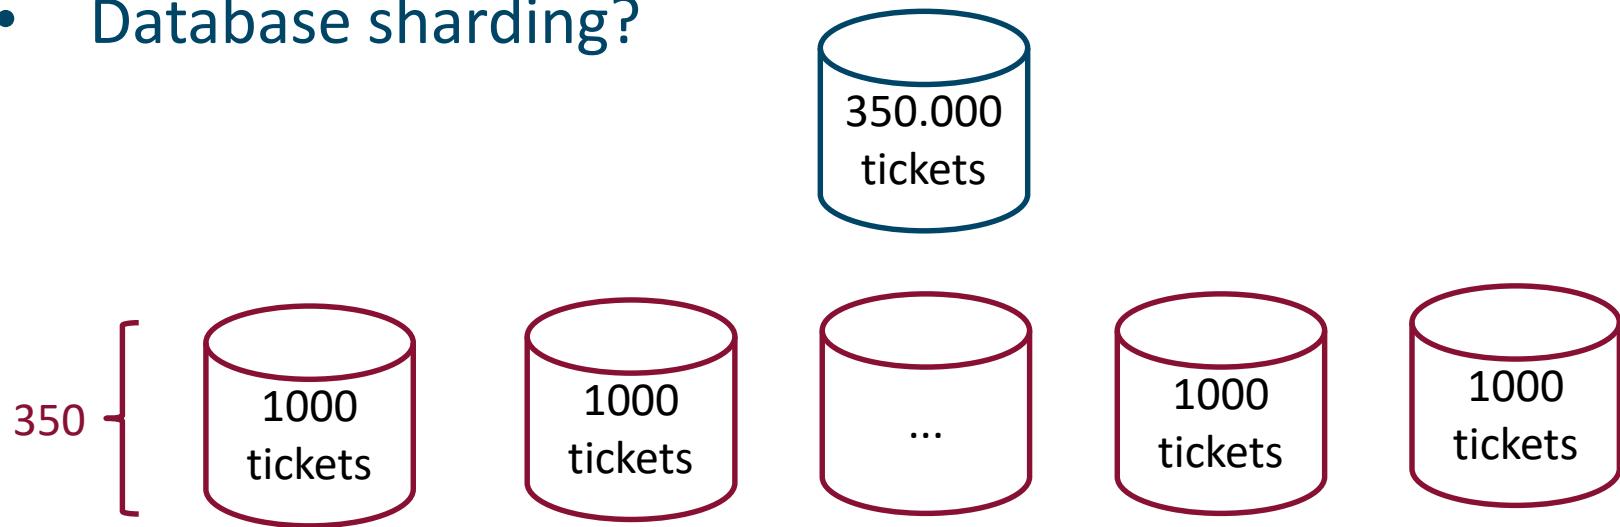 • Database sharding?
350.000
tickets
350
1000
tickets
1000
tickets
...
1000
tickets
1000
tickets